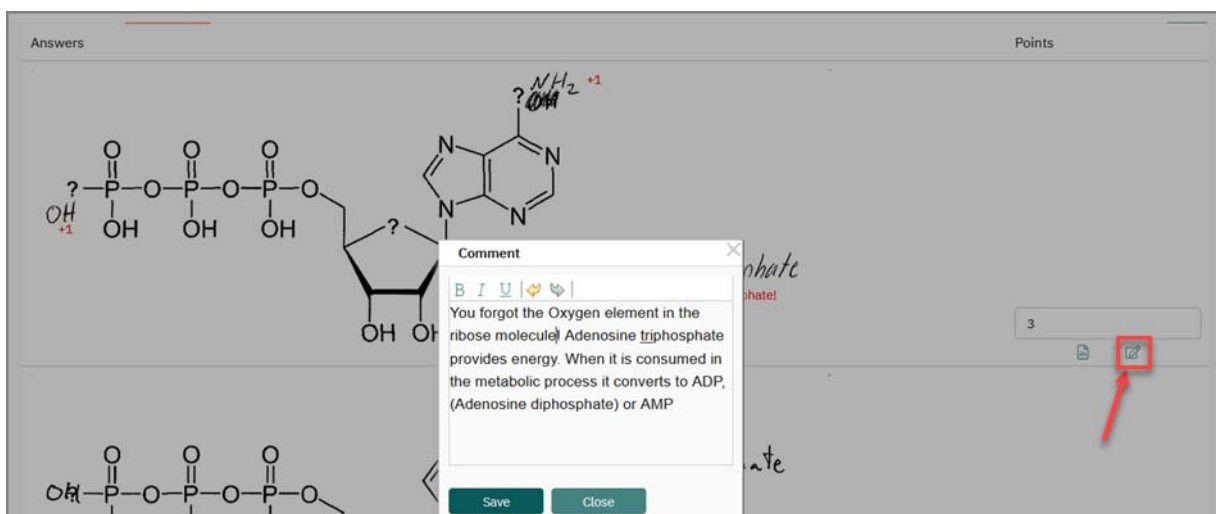 Answers
Points
NH2 +1
?
O
O
O
N
N
?-P-O-P-O-P-O
OH
+1
OH
OH
OH
N
N
?
Comment
B I U
You forgot the Oxygen element in the
ribose molecule! Adenosine triphosphate
provides energy. When it is consumed in
the metabolic process it converts to ADP,
(Adenosine diphosphate) or AMP
OH
OH
3
O
O
O
P-O-P-O-P-O
Save
Close